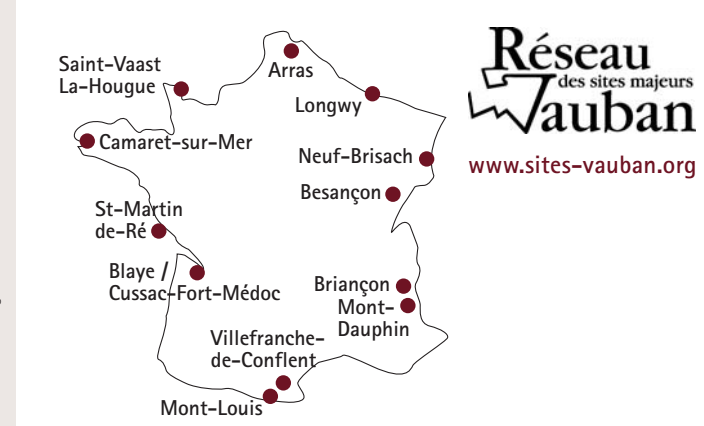 Saint-Vaast
La-Hougue
Arras
Longwy
Camaret-sur-Mer
Neuf-Brisach
Besançon
St-Martin
de-Ré
Blaye /
Cussac-Fort-Médoc
Briançon
Mont-
Dauphin
Villefranche-
de-Conflent
Mont-Louis
Réseau
des sites majeurs
Vauban
www.sites-vauban.org